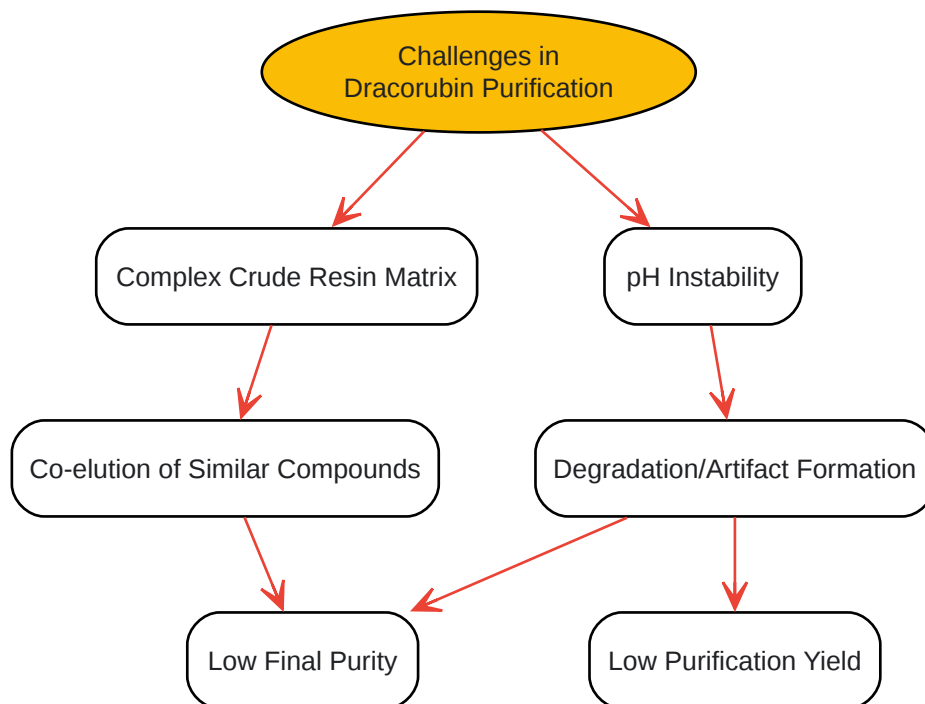 Challenges in
Dracorubin Purification
Complex Crude Resin Matrix
pH Instability
Co-elution of Similar Compounds
Degradation/Artifact Formation
Low Final Purity
Low Purification Yield